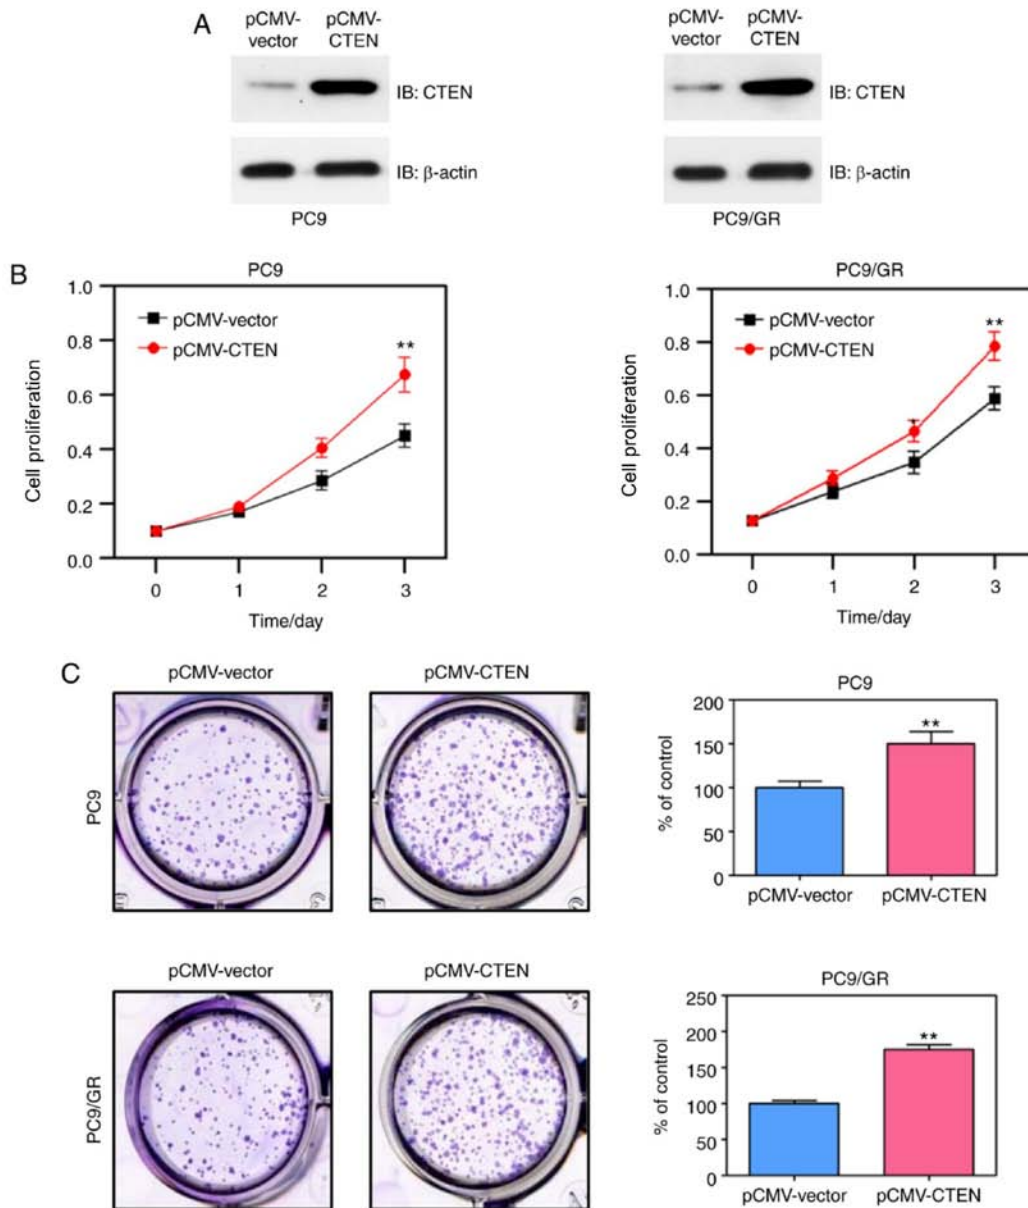 A
pCMV-
vector
pCMV-
CTEN
IB: CTEN
IB: β-actin
PC9
pCMV-
vector
pCMV-
CTEN
IB: CTEN
IB: β-actin
PC9/GR
B
PC9
1.0
0.8
0.6
0.4
0.2
0.0
Cell proliferation
pCMV-vector
pCMV-CTEN
**
0 1 2 3
Time/day
PC9/GR
1.0
0.8
0.6
0.4
0.2
0.0
Cell proliferation
pCMV-vector
pCMV-CTEN
**
0 1 2 3
Time/day
C
pCMV-vector
pCMV-CTEN
PC9
PC9
200
150
100
50
0
% of control
**
pCMV-vector
pCMV-CTEN
pCMV-vector
pCMV-CTEN
PC9/GR
PC9/GR
250
200
150
100
50
0
% of control
**
pCMV-vector
pCMV-CTEN